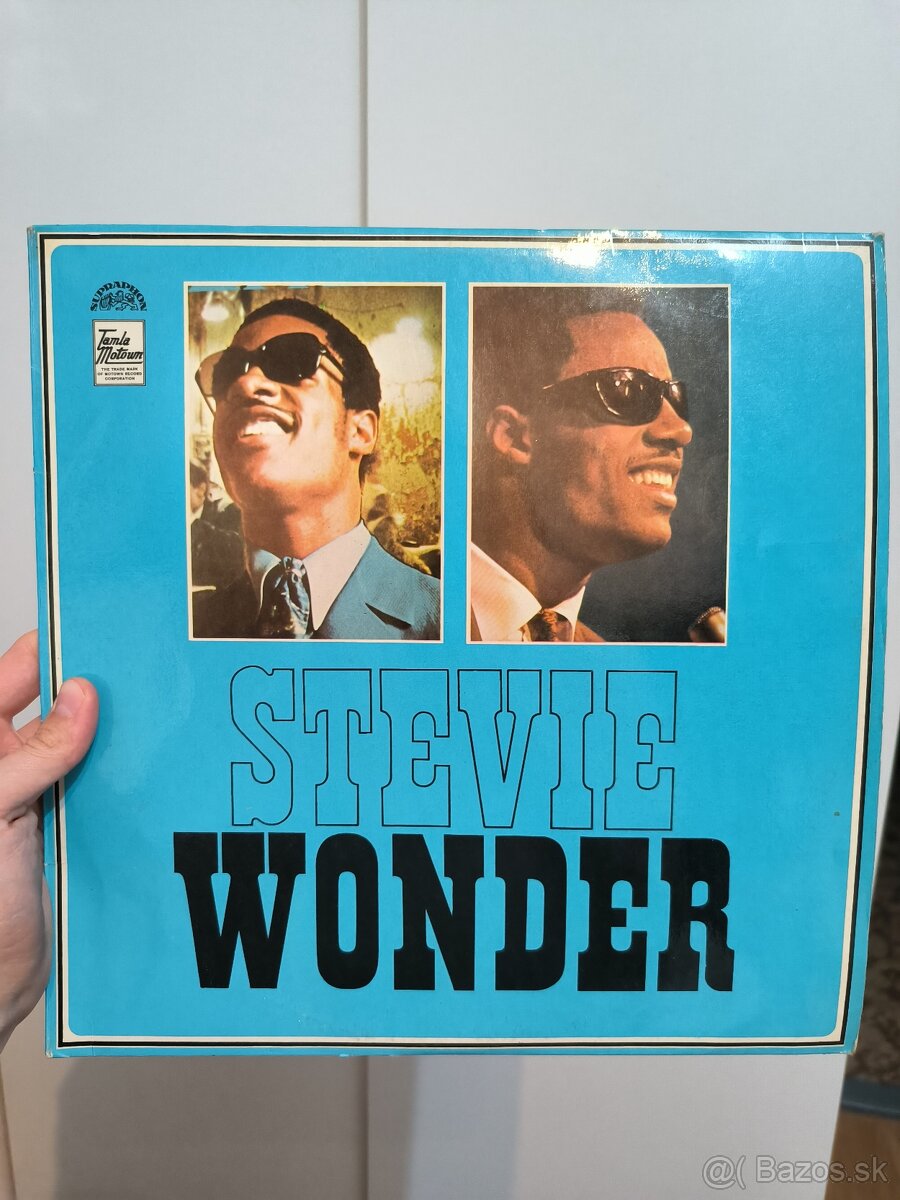 SUPRAPHON
Tamla
Motown
THE TRADE MARK
OF MOTOWN RECORD
CORPORATION
STEVIE
WONDER
@( Bazos.sk